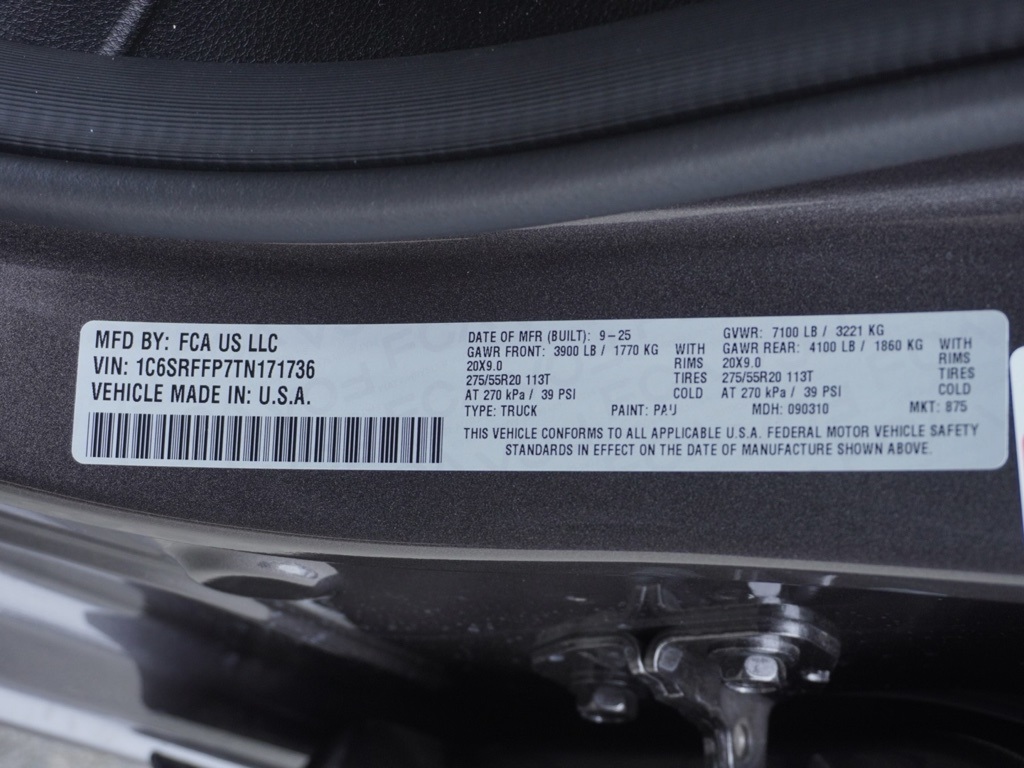 MFD BY: FCA US LLC
VIN: 1C6SRFFP7TN171736
VEHICLE MADE IN: U.S.A.
DATE OF MFR (BUILT): 9-25
GAWR FRONT: 3900 LB / 1770 KG WITH
20X9.0 RIMS
275/55R20 113T TIRES
AT 270 kPa / 39 PSI COLD
TYPE: TRUCK PAINT: PAU
GVWR: 7100 LB / 3221 KG
GAWR REAR: 4100 LB / 1860 KG WITH
20X9.0 RIMS
275/55R20 113T TIRES
AT 270 kPa / 39 PSI COLD
MDH: 090310 MKT: 875
THIS VEHICLE CONFORMS TO ALL APPLICABLE U.S.A. FEDERAL MOTOR VEHICLE SAFETY
STANDARDS IN EFFECT ON THE DATE OF MANUFACTURE SHOWN ABOVE.